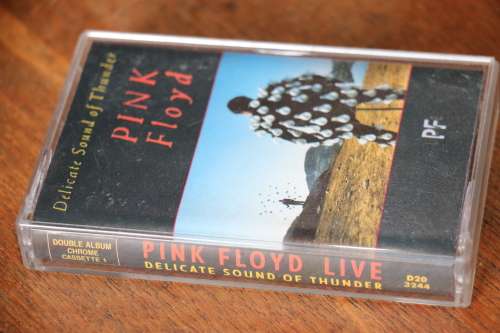 Delicate Sound of Thunder
PINK
Floyd
PF
DOUBLE ALBUM
CHROME
CASSETTE 1
PINK FLOYD LIVE
DELICATE SOUND OF THUNDER
D20
3244